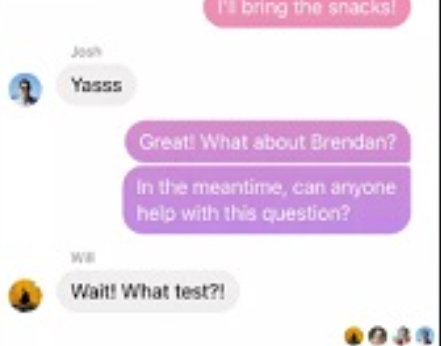 I'll bring the snacks!
Josh
Yasss
Great! What about Brendan?
In the meantime, can anyone
help with this question?
Will
Wait! What test?!